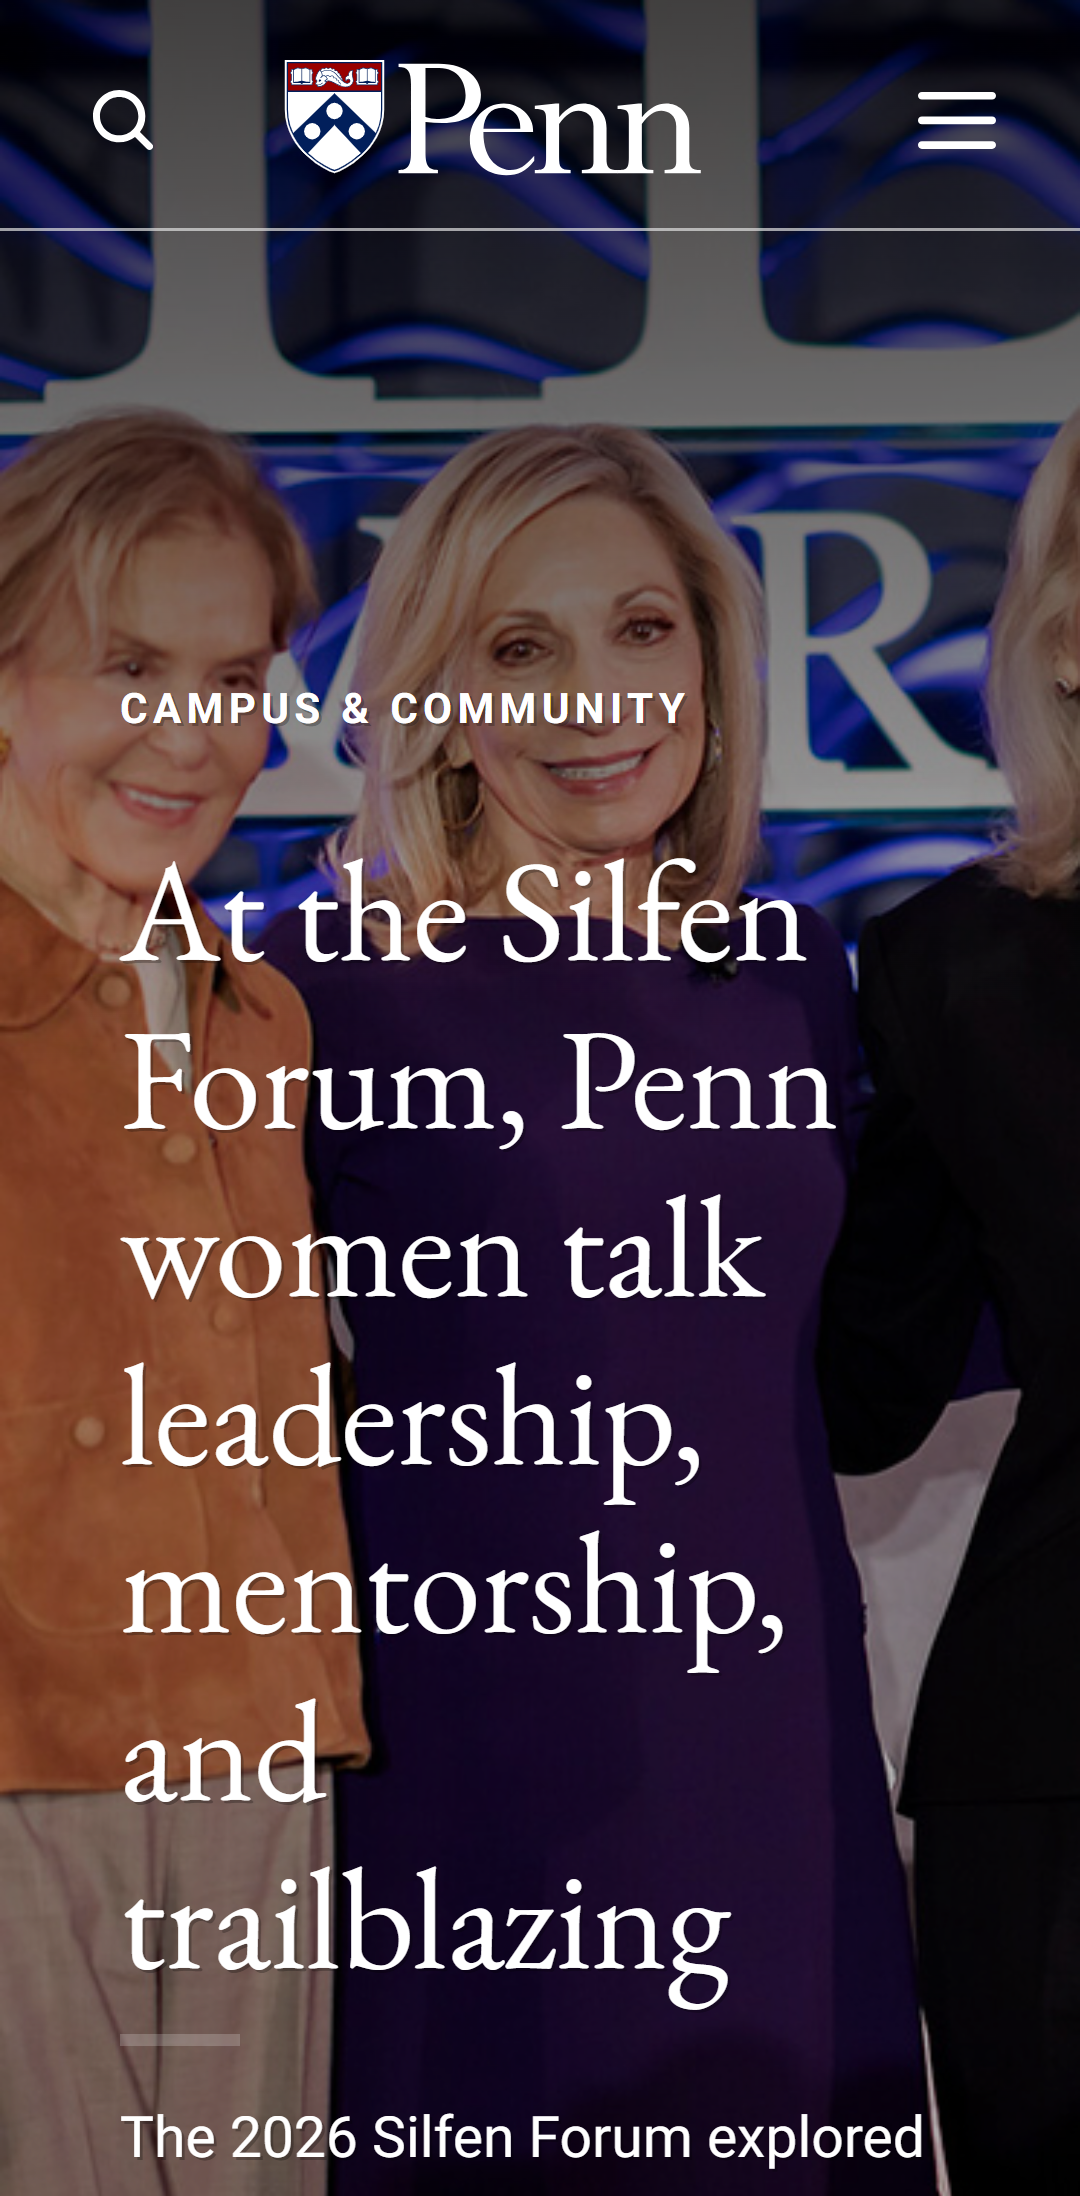 Penn
CAMPUS & COMMUNITY
At the Silfen
Forum, Penn
women talk
leadership,
mentorship,
and
trailblazing
The 2026 Silfen Forum explored